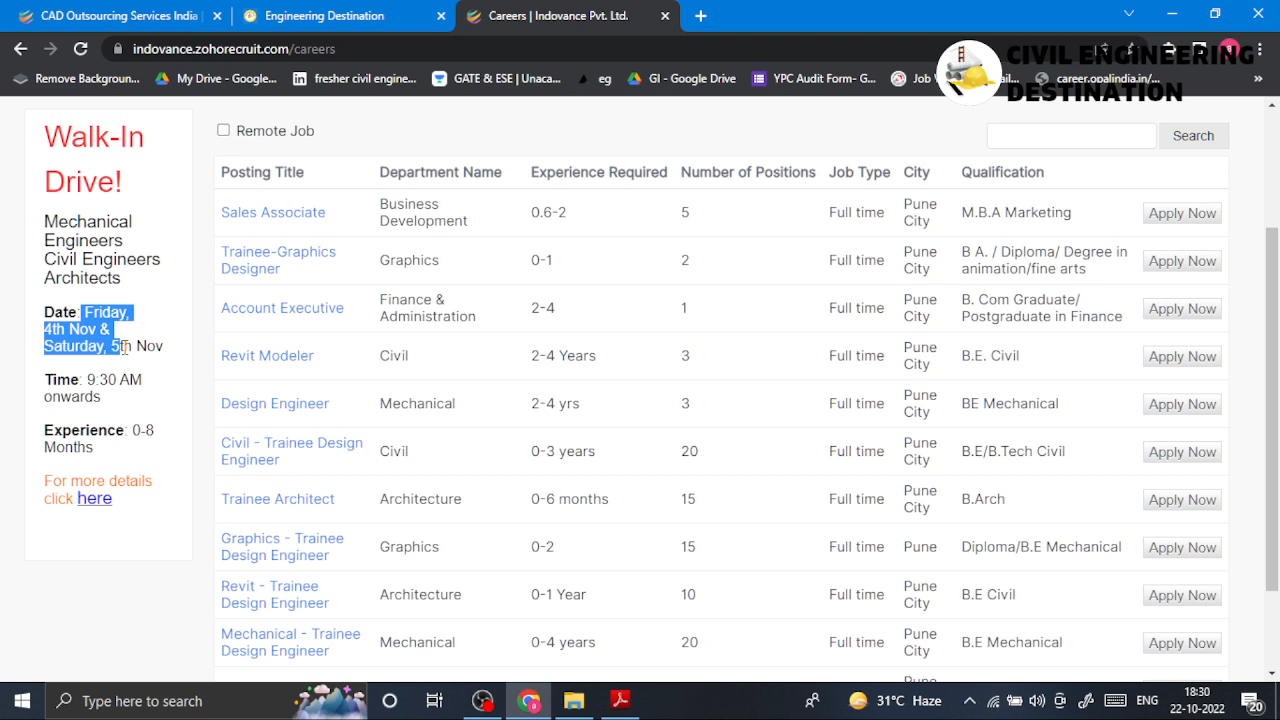 CAD Outsourcing Services India
Engineering Destination
Careers | Indovance Pvt. Ltd.
indovance.zohorecruit.com/careers
Remove Backgroun...
My Drive - Google...
fresher civil engine...
GATE & ESE | Unaca...
eg
GI - Google Drive
YPC Audit Form- G...
career.opalindia.in/...
CIVIL ENGINEERING
DESTINATION
Walk-In
Drive!
Mechanical
Engineers
Civil Engineers
Architects
Date: Friday,
4th Nov &
Saturday, 5th Nov
Time: 9:30 AM
onwards
Experience: 0-8
Months
For more details
click here
Remote Job
Search
Posting Title Department Name Experience Required Number of Positions Job Type City Qualification
Sales Associate Business Development 0.6-2 5 Full time Pune City M.B.A Marketing Apply Now
Trainee-Graphics Designer Graphics 0-1 2 Full time Pune City B A. / Diploma/ Degree in animation/fine arts Apply Now
Account Executive Finance & Administration 2-4 1 Full time Pune City B. Com Graduate/ Postgraduate in Finance Apply Now
Revit Modeler Civil 2-4 Years 3 Full time Pune City B.E. Civil Apply Now
Design Engineer Mechanical 2-4 yrs 3 Full time Pune City BE Mechanical Apply Now
Civil - Trainee Design Engineer Civil 0-3 years 20 Full time Pune City B.E/B.Tech Civil Apply Now
Trainee Architect Architecture 0-6 months 15 Full time Pune City B.Arch Apply Now
Graphics - Trainee Design Engineer Graphics 0-2 15 Full time Pune Diploma/B.E Mechanical Apply Now
Revit - Trainee Design Engineer Architecture 0-1 Year 10 Full time Pune City B.E Civil Apply Now
Mechanical - Trainee Design Engineer Mechanical 0-4 years 20 Full time Pune City B.E Mechanical Apply Now
Type here to search
31°C Haze
ENG
18:30
22-10-2022
20